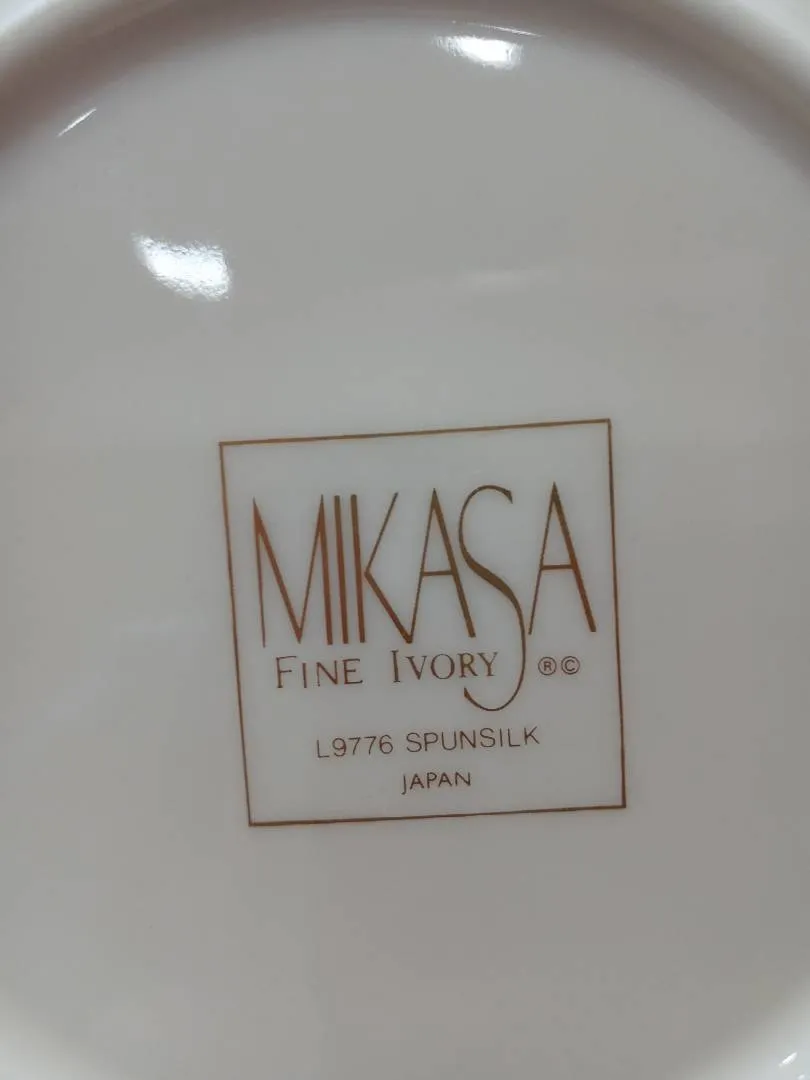 MIKASA
FINE IVORY ®©
L9776 SPUNSILK
JAPAN